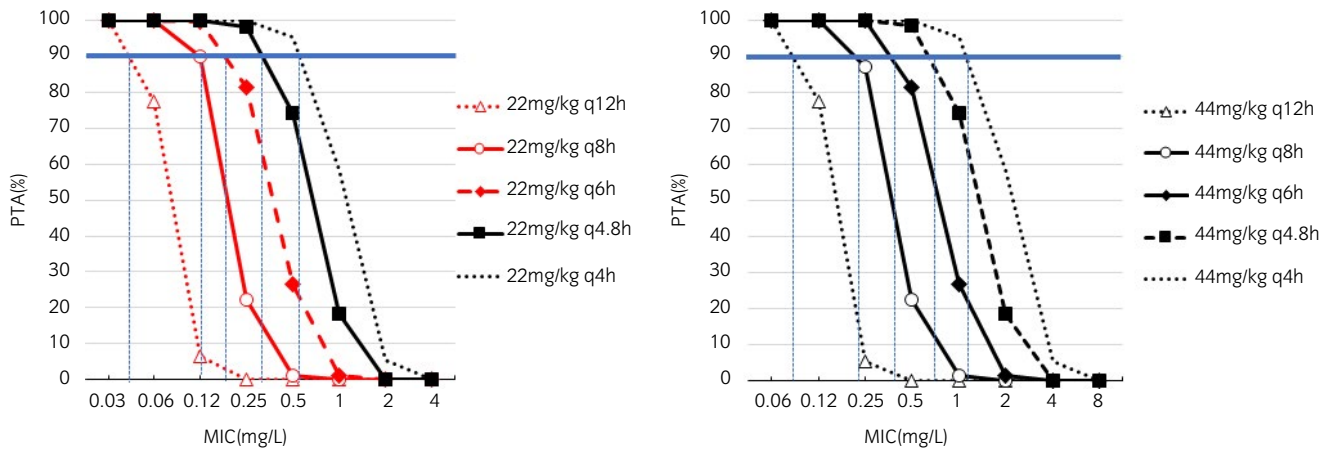 100
90
80
70
60
50
40
30
20
10
0
PTA(%)
0.03 0.06 0.12 0.25 0.5 1 2 4
MIC(mg/L)
22mg/kg q12h
22mg/kg q8h
22mg/kg q6h
22mg/kg q4.8h
22mg/kg q4h
100
90
80
70
60
50
40
30
20
10
0
PTA(%)
0.06 0.12 0.25 0.5 1 2 4 8
MIC(mg/L)
44mg/kg q12h
44mg/kg q8h
44mg/kg q6h
44mg/kg q4.8h
44mg/kg q4h